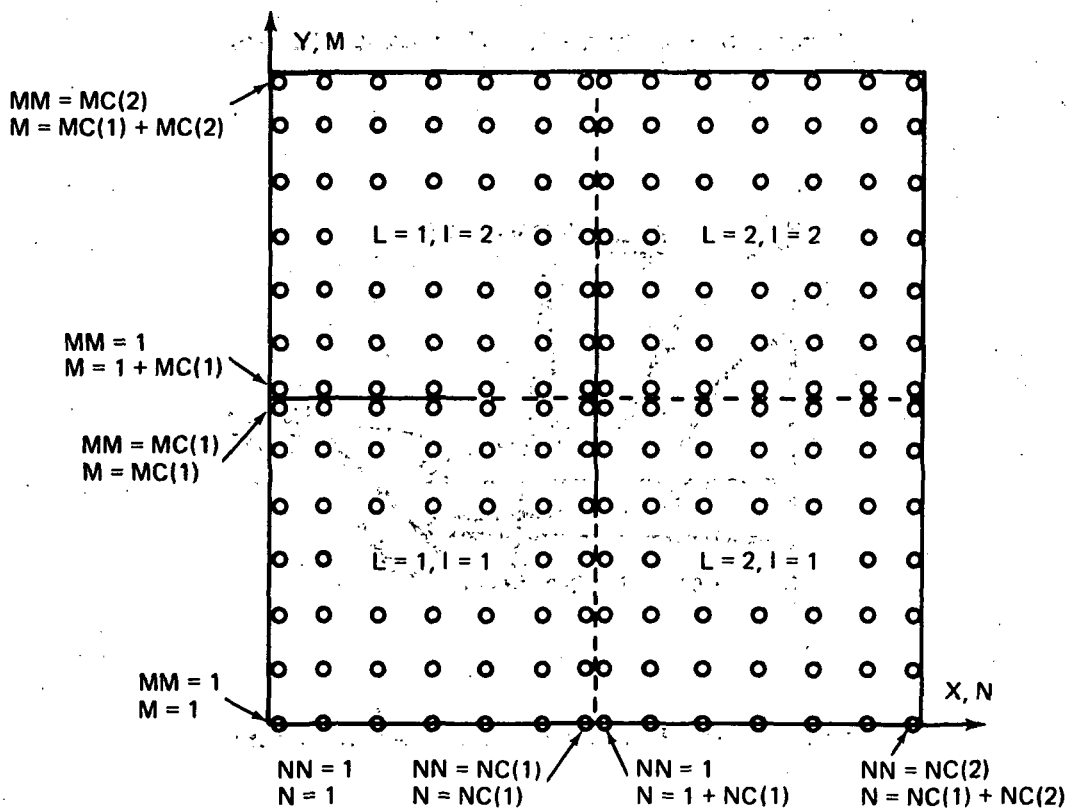 Y, M
MM = MC(2)
M = MC(1) + MC(2)
L = 1, I = 2
L = 2, I = 2
MM = 1
M = 1 + MC(1)
MM = MC(1)
M = MC(1)
L = 1, I = 1
L = 2, I = 1
MM = 1
M = 1
X, N
NN = 1
N = 1
NN = NC(1)
N = NC(1)
NN = 1
N = 1 + NC(1)
NN = NC(2)
N = NC(1) + NC(2)